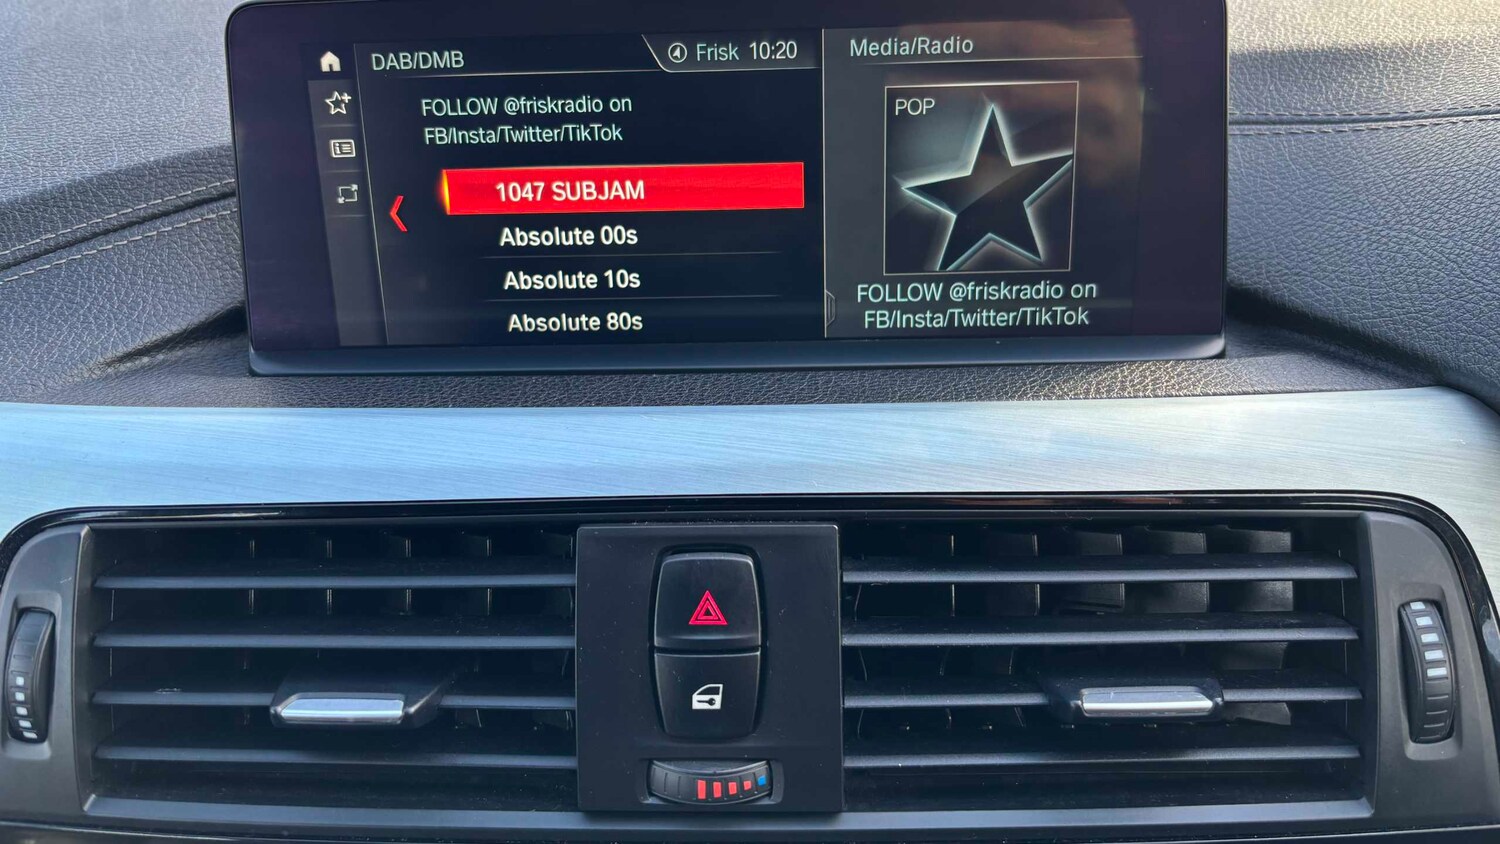 DAB/DMB
Frisk 10:20
FOLLOW @friskradio on
FB/Insta/Twitter/TikTok
1047 SUBJAM
Absolute 00s
Absolute 10s
Absolute 80s
Media/Radio
POP
FOLLOW @friskradio on
FB/Insta/Twitter/TikTok